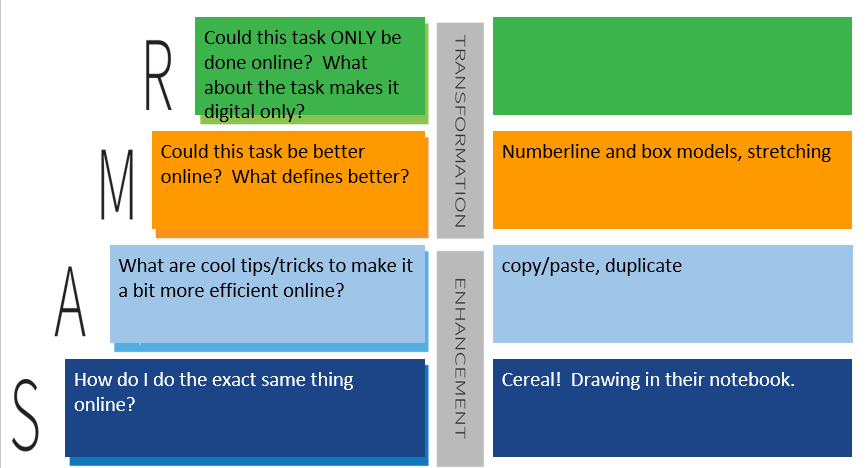 R
Could this task ONLY be
done online?  What
about the task makes it
digital only?
TRANSFORMATION
M
Could this task be better
online?  What defines better?
Numberline and box models, stretching
A
What are cool tips/tricks to make it
a bit more efficient online?
ENHANCEMENT
copy/paste, duplicate
S
How do I do the exact same thing
online?
Cereal!  Drawing in their notebook.